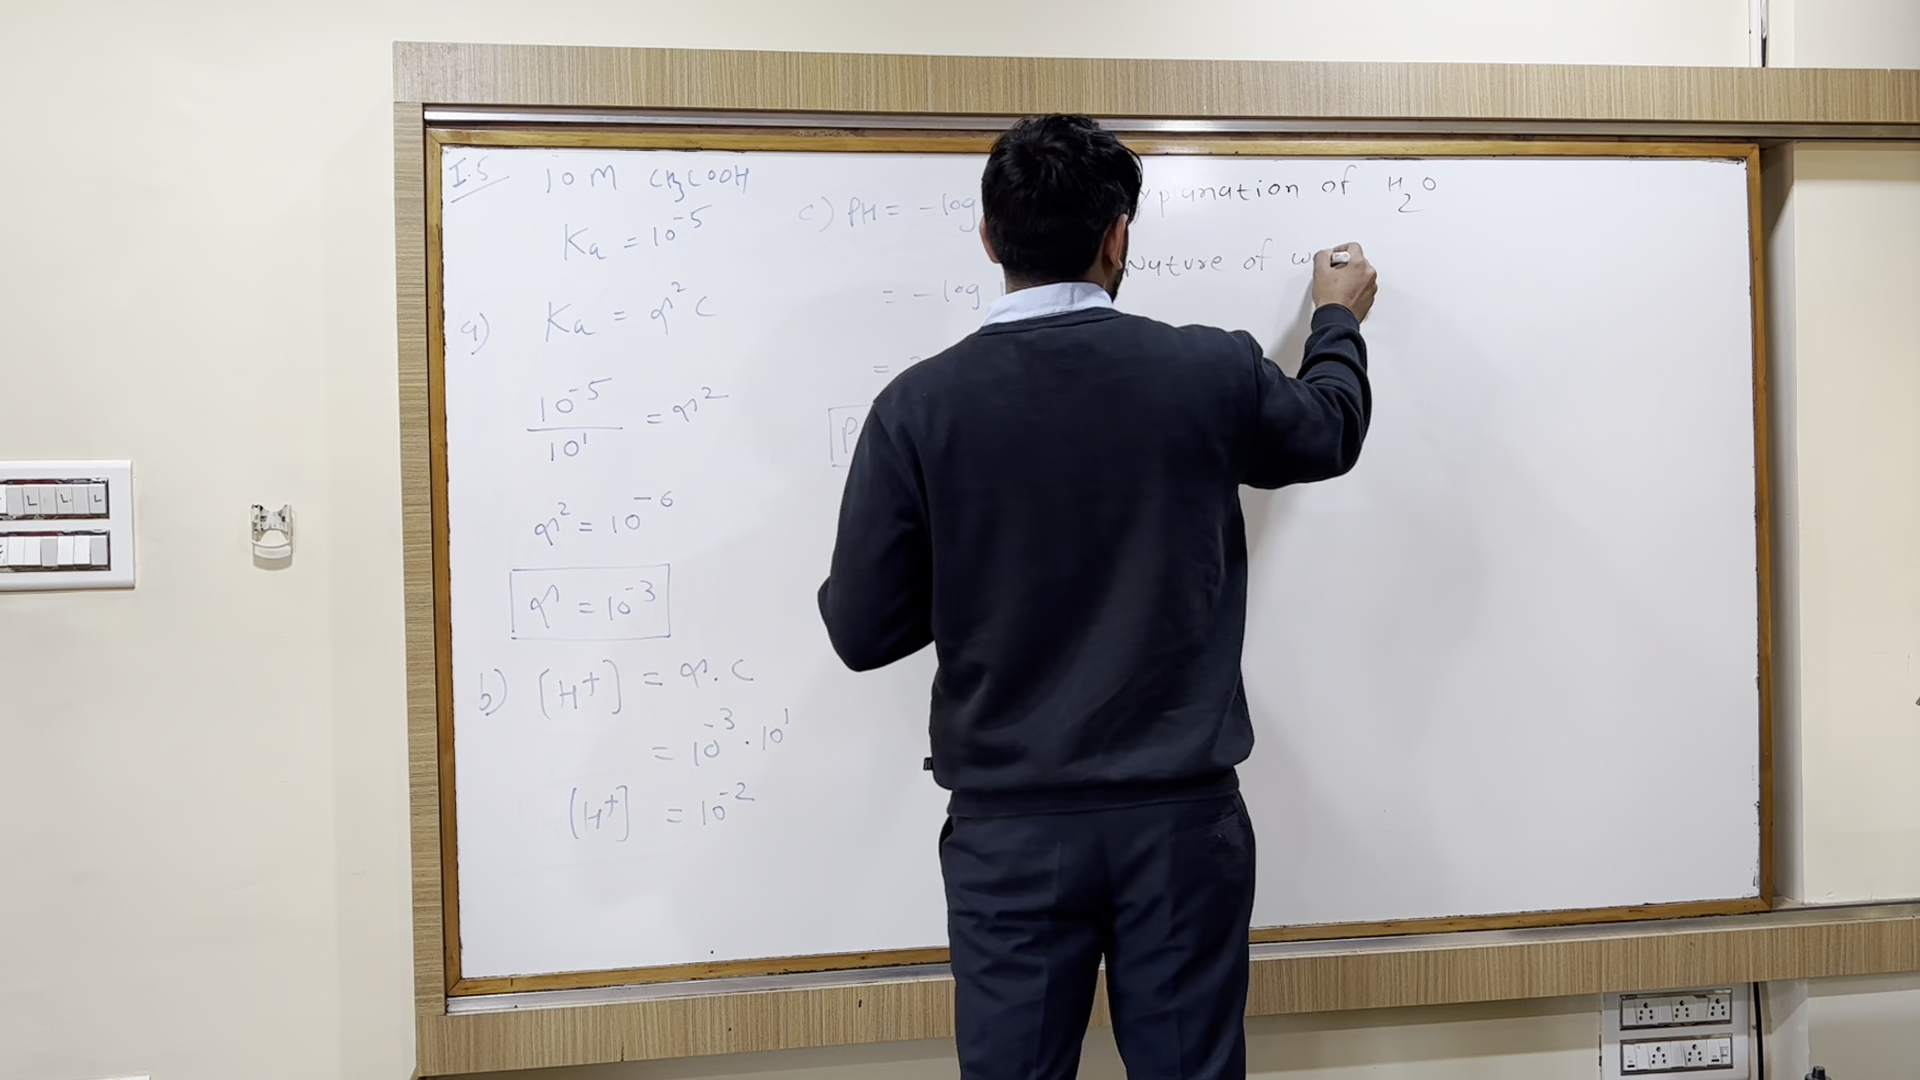 I.5 10 M CH3COOH
Ka = 10^-5
a) Ka = α^2 C
10^-5 / 10^1 = α^2
α^2 = 10^-6
α = 10^-3
b) [H+] = α. C
= 10^-3 . 10^1
[H+] = 10^-2
c) PH = -log
= -log
=
P
of H2O
Nature of